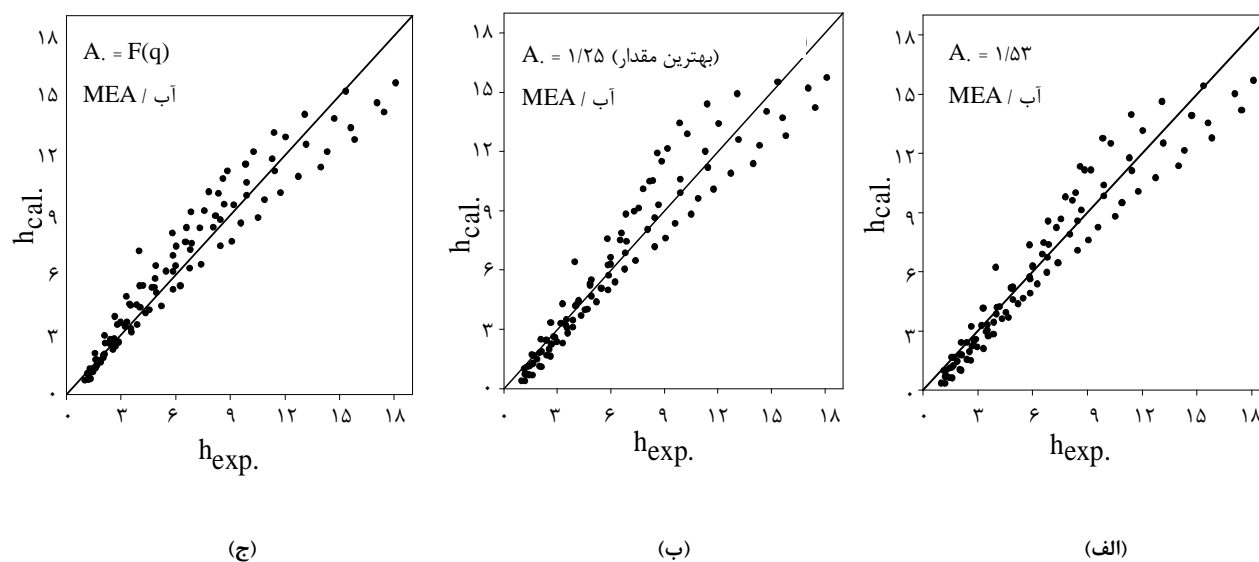 A. = F(q)
MEA / آب
h_cal.
۱۸
۱۵
۱۲
۹
۶
۳
۰
۰ ۳ ۶ ۹ ۱۲ ۱۵ ۱۸
h_exp.
(ج)
A. = ۱/۲۵ (بهترین مقدار)
MEA / آب
h_cal.
۱۸
۱۵
۱۲
۹
۶
۳
۰
۰ ۳ ۶ ۹ ۱۲ ۱۵ ۱۸
h_exp.
(ب)
A. = ۱/۵۳
MEA / آب
h_cal.
۱۸
۱۵
۱۲
۹
۶
۳
۰
۰ ۳ ۶ ۹ ۱۲ ۱۵ ۱۸
h_exp.
(الف)